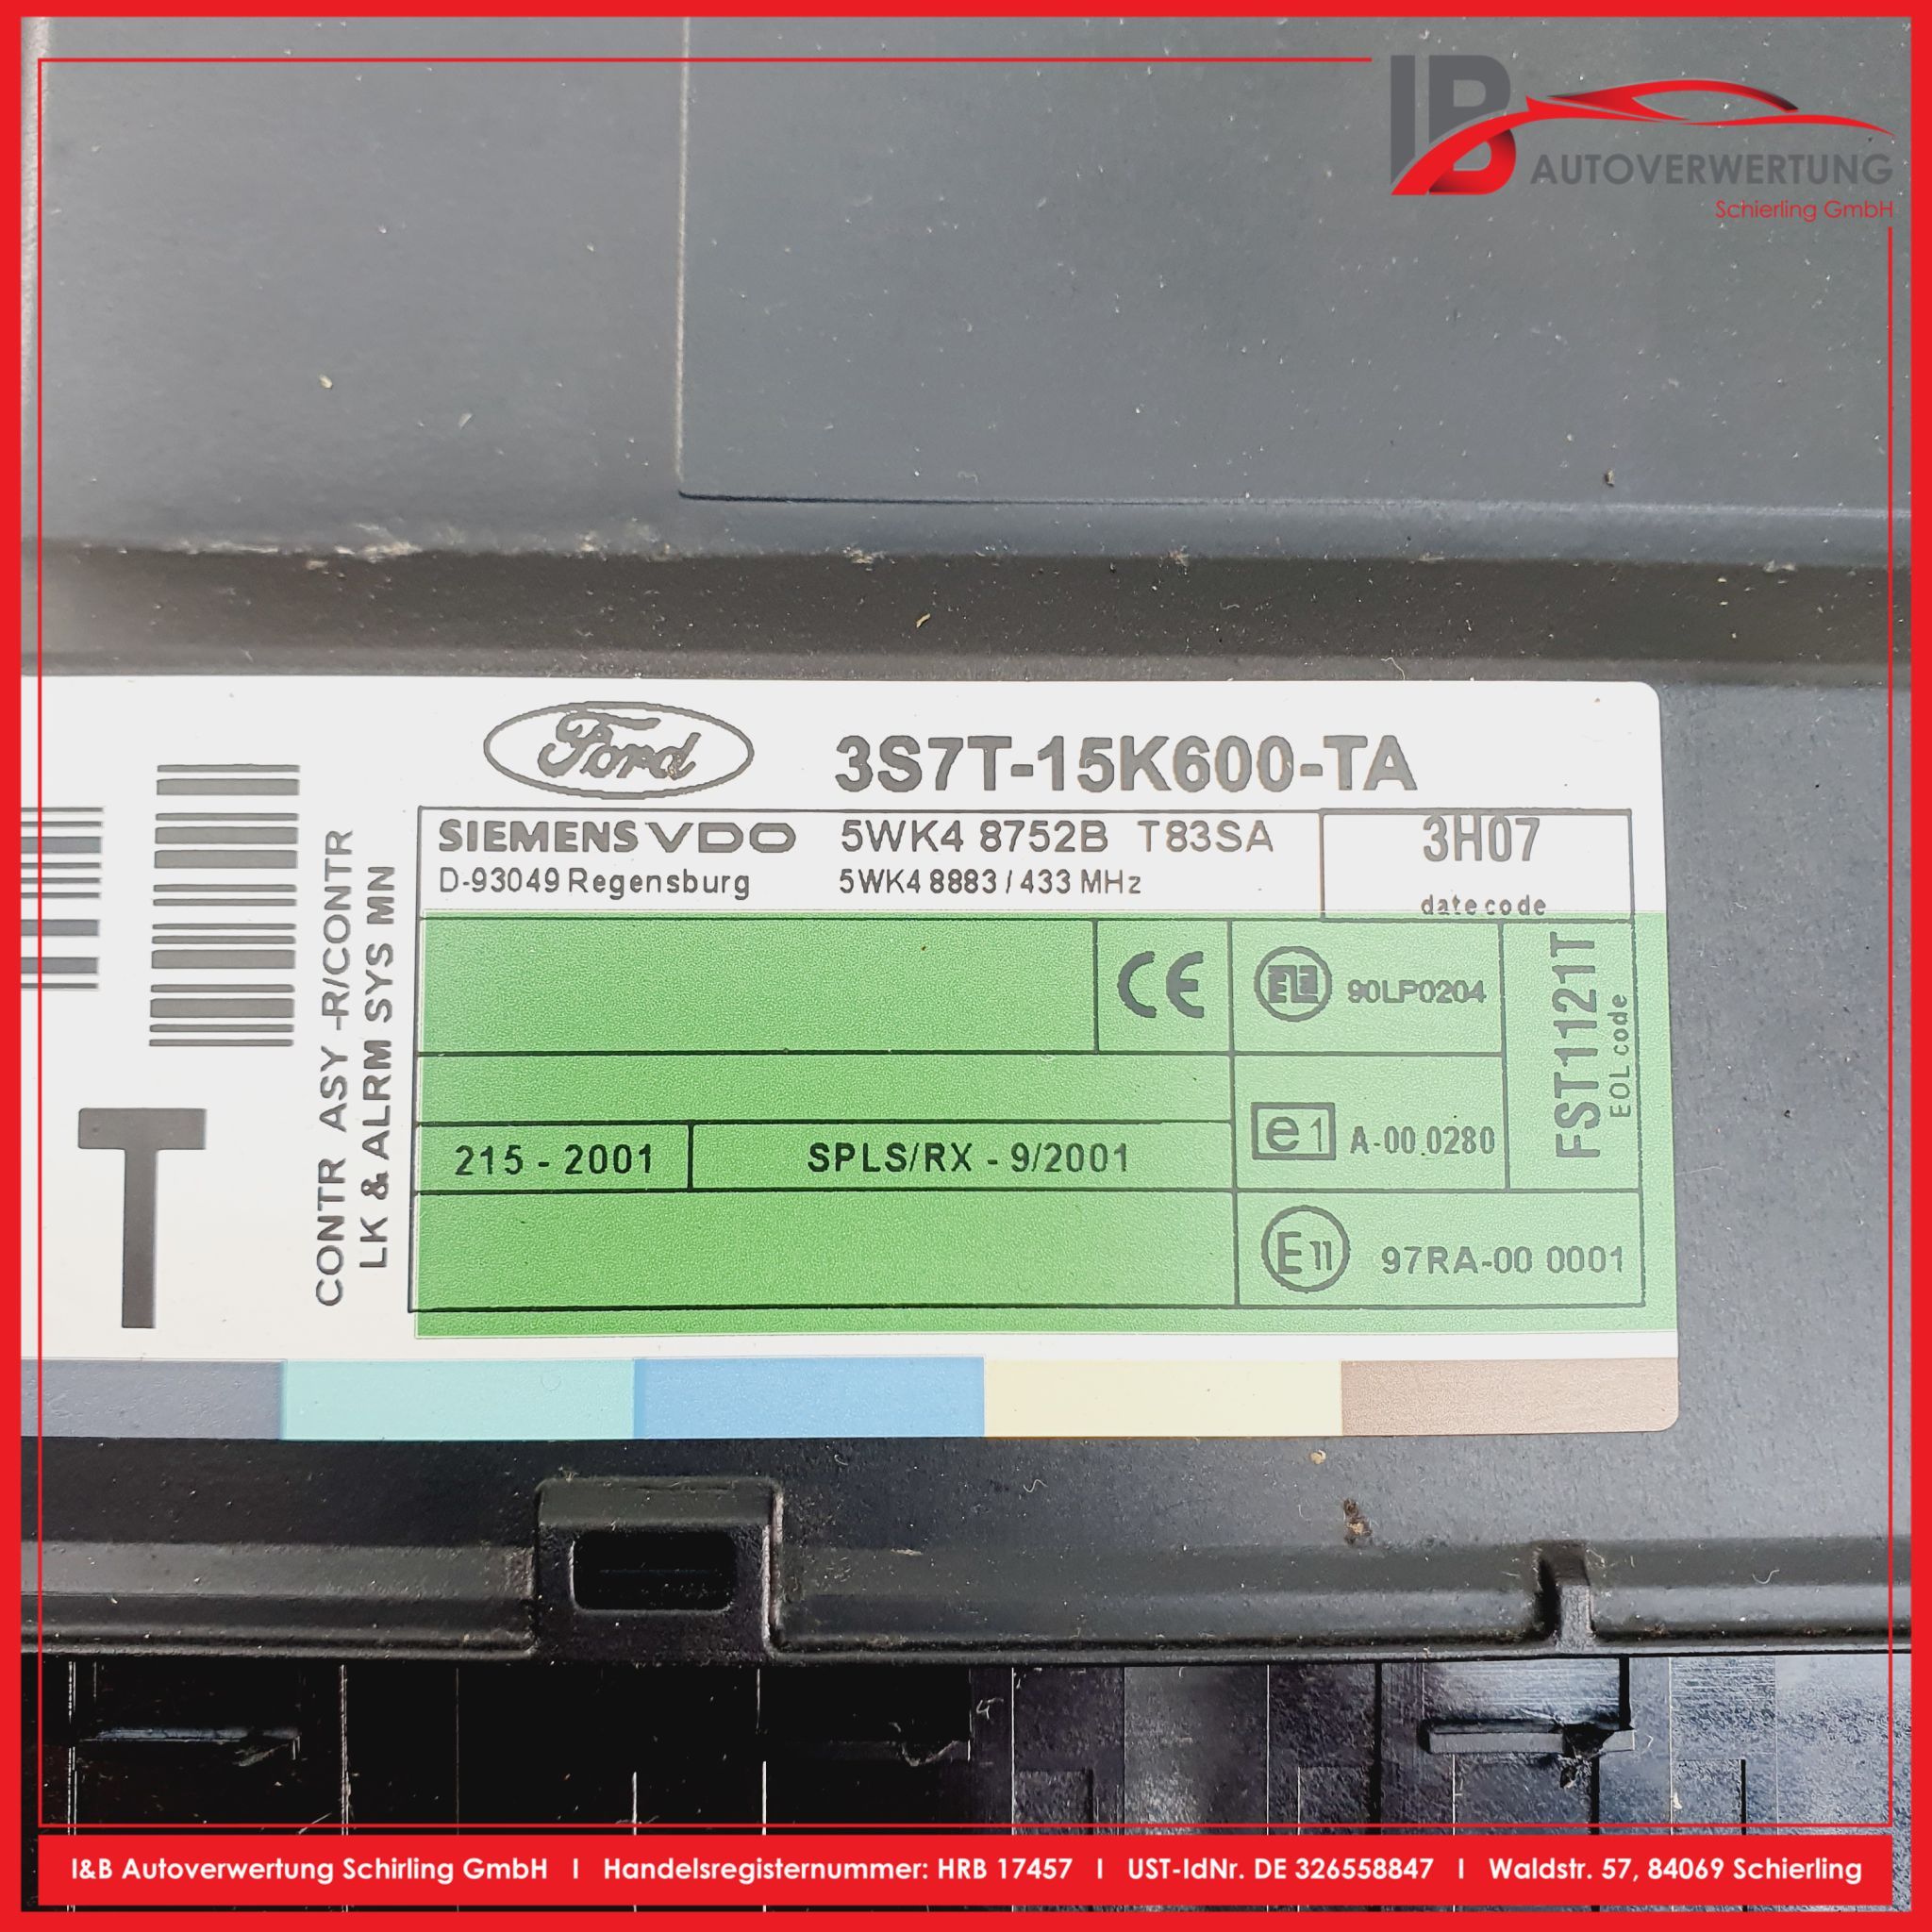 IB
AUTOVERWERTUNG
Schierling GmbH
Ford
3S7T-15K600-TA
SIEMENS VDO
5WK4 8752B T83SA
3H07
D-93049 Regensburg
5WK4 8883 / 433 MHz
date code
CONTR ASY -R/CONTR
LK & ALRM SYS MN
T
CE
90LP0204
FST1121T
EOL code
e1
A-00 0280
215 - 2001
SPLS/RX - 9/2001
E11
97RA-00 0001
I&B Autoverwertung Schirling GmbH I Handelsregisternummer: HRB 17457 I UST-IdNr. DE 326558847 I Waldstr. 57, 84069 Schierling